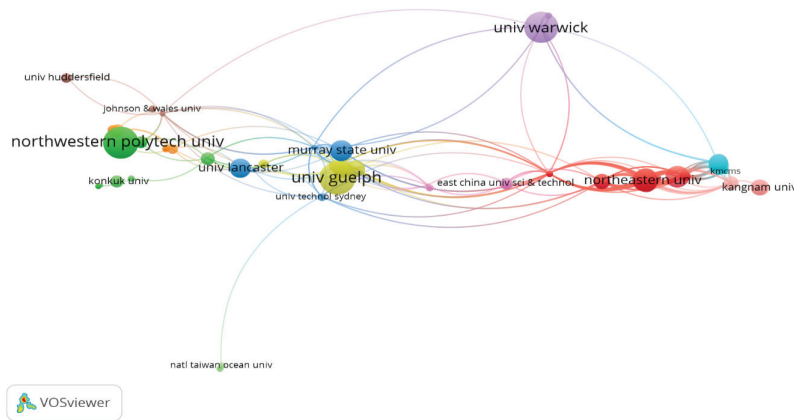 univ warwick
univ huddersfield
johnson & wales univ
northwestern polytech univ
murray state univ
univ lancaster
kmcms
univ guelph
konkuk univ
east china univ sci & technol
northeastern univ
kangnam univ
univ technol sydney
natl taiwan ocean univ
VOSviewer